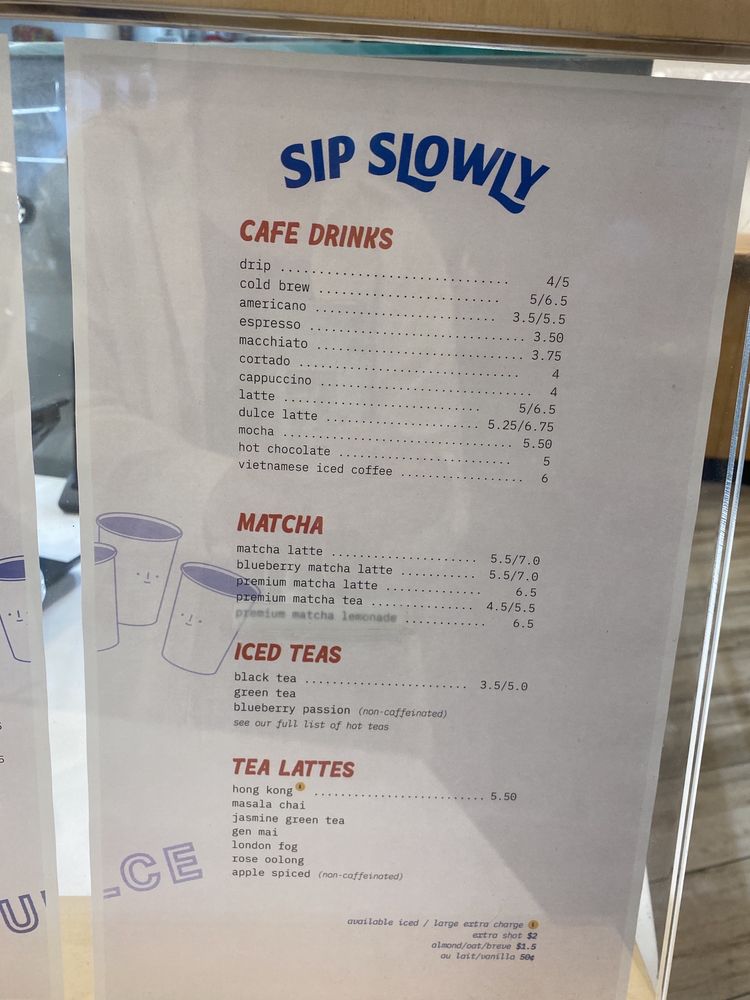 SIP SLOWLY
CAFE DRINKS
drip ............................. 4/5
cold brew ............................ 5/6.5
americano ............................ 3.5/5.5
espresso ............................. 3.50
macchiato ............................ 3.75
cortado ............................. 4
cappuccino ............................. 4
latte ............................. 5/6.5
dulce latte ........................ 5.25/6.75
mocha .............................. 5.50
hot chocolate ........................... 5
vietnamese iced coffee ................... 6
MATCHA
matcha latte ...................... 5.5/7.0
blueberry matcha latte ............ 5.5/7.0
premium matcha latte ............... 6.5
premium matcha tea ................ 4.5/5.5
premium matcha lemonade ............. 6.5
ICED TEAS
black tea ......................... 3.5/5.0
green tea
blueberry passion (non-caffeinated)
see our full list of hot teas
TEA LATTES
hong kong .......................... 5.50
masala chai
jasmine green tea
gen mai
london fog
rose oolong
apple spiced (non-caffeinated)
available iced / large extra charge
extra shot $2
almond/oat/breve $1.5
au lait/vanilla 50¢